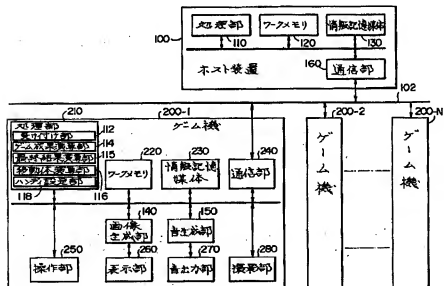 100
処理部
ワークメモリ
情報記憶媒体
110
120
130
ホスト装置
160
通信部
102
210
200-1
200-2
200-N
処理部
受け付け部
ゲーム成果演算部
最終結果演算部
移動体演算部
ハンディ設定部
112
114
115
118
116
ゲーム機
220
ワークメモリ
230
情報記憶媒体
240
通信部
ゲーム機
ゲーム機
140
画像生成部
150
音生成部
250
操作部
260
表示部
270
音出力部
280